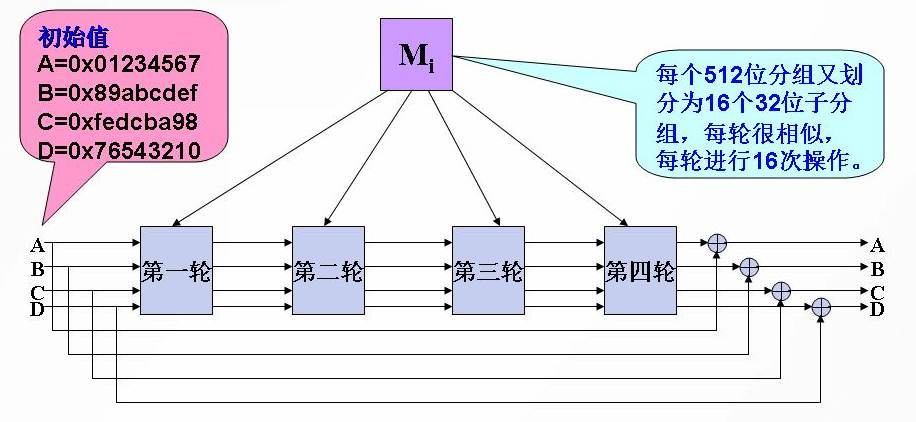 初始值
A=0x01234567
B=0x89abcdef
C=0xfedcba98
D=0x76543210
Mi
每个512位分组又划
分为16个32位子分
组，每轮很相似，
每轮进行16次操作。
A
B
C
D
第一轮
第二轮
第三轮
第四轮
A
B
C
D